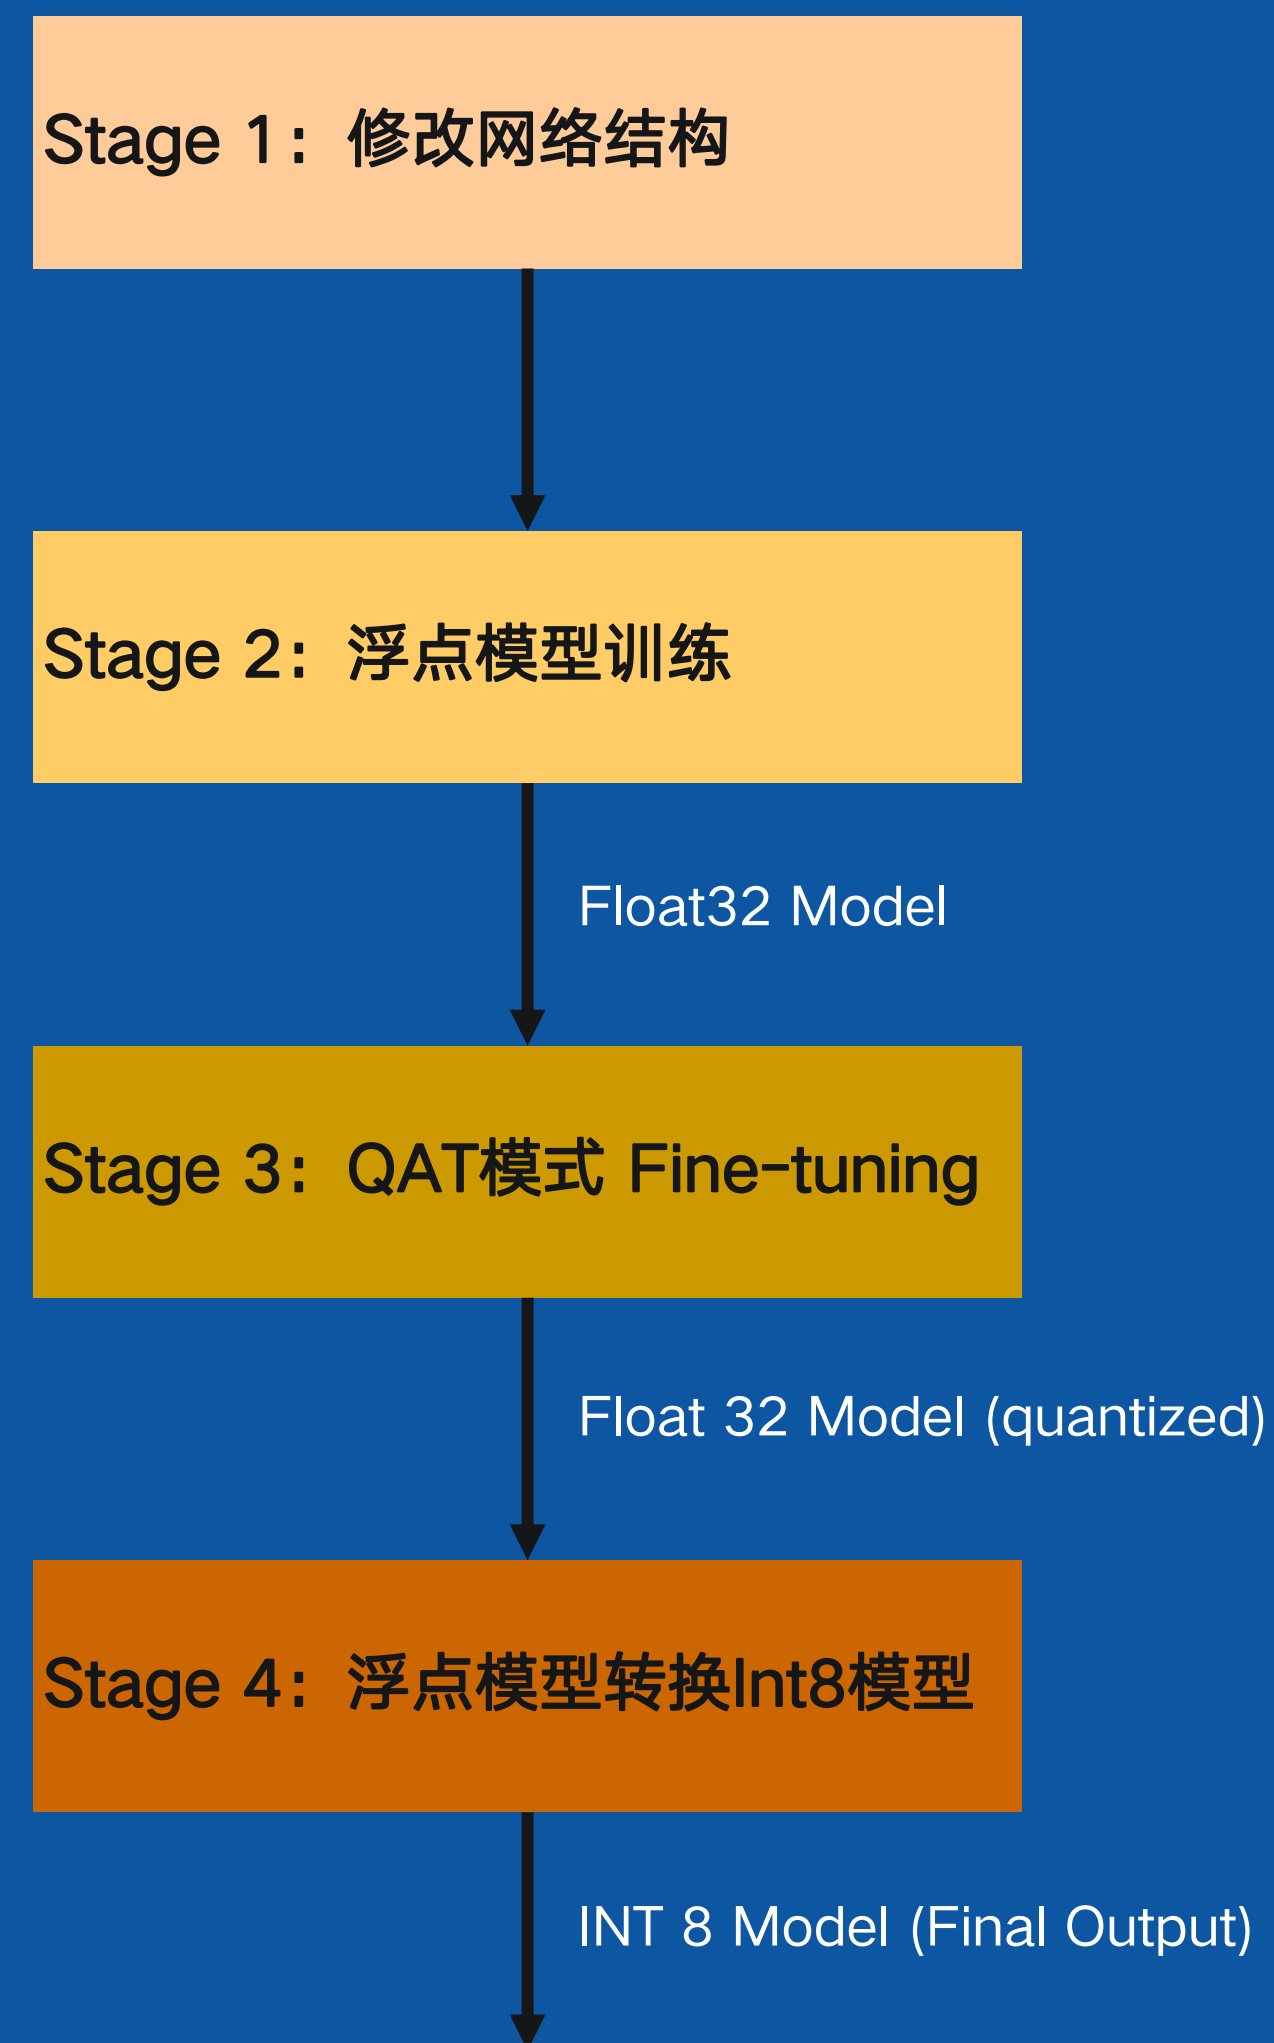 Stage 1：修改网络结构
Stage 2：浮点模型训练
Float32 Model
Stage 3：QAT模式 Fine-tuning
Float 32 Model (quantized)
Stage 4：浮点模型转换Int8模型
INT 8 Model (Final Output)